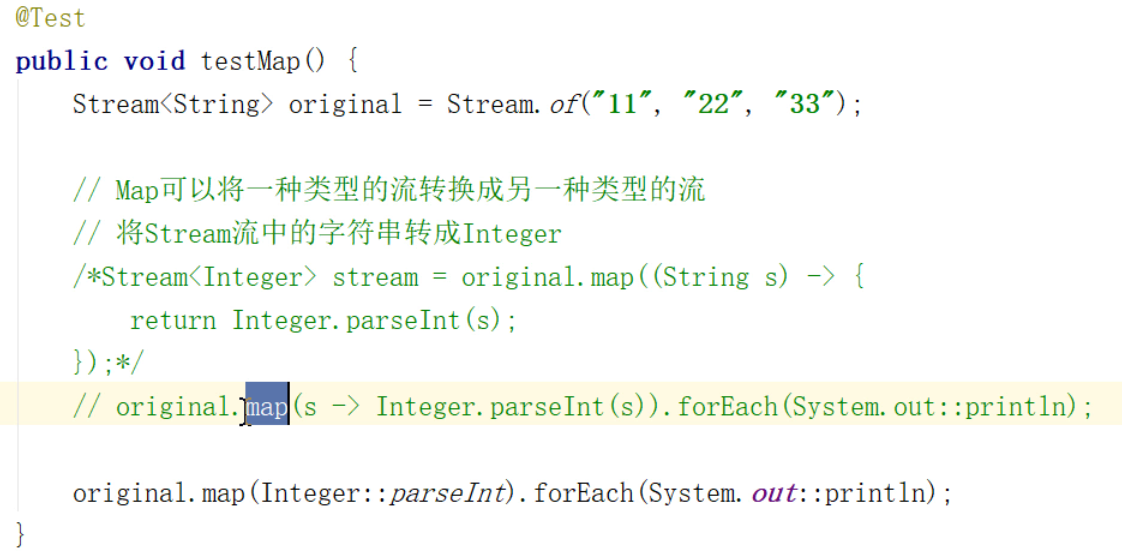 @Test
public void testMap() {
    Stream<String> original = Stream.of("11", "22", "33");
    // Map可以将一种类型的流转换成另一种类型的流
    // 将Stream流中的字符串转成Integer
    /*Stream<Integer> stream = original.map((String s) -> {
        return Integer.parseInt(s);
    });*/
    // original.map(s -> Integer.parseInt(s)).forEach(System.out::println);
    original.map(Integer::parseInt).forEach(System.out::println);
}